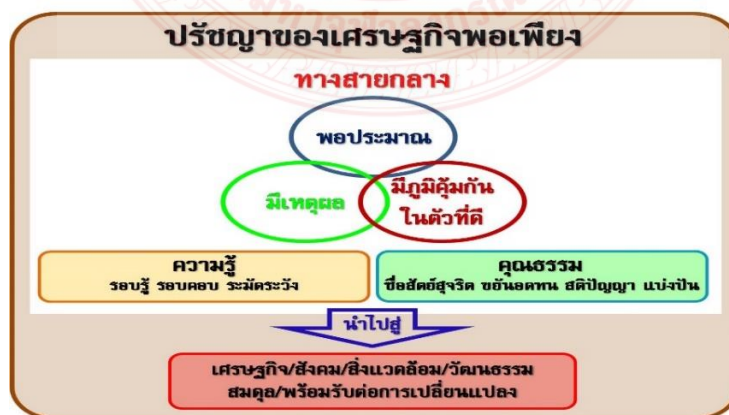 ปรัชญาของเศรษฐกิจพอเพียง
ทางสายกลาง
พอประมาณ
มีเหตุผล
มีภูมิคุ้มกัน
ในตัวที่ดี
ความรู้
รอบรู้ รอบคอบ ระมัดระวัง
คุณธรรม
ซื่อสัตย์สุจริต ขยันอดทน สติปัญญา แบ่งปัน
นำไปสู่
เศรษฐกิจ/สังคม/สิ่งแวดล้อม/วัฒนธรรม
สมดุล/พร้อมรับต่อการเปลี่ยนแปลง